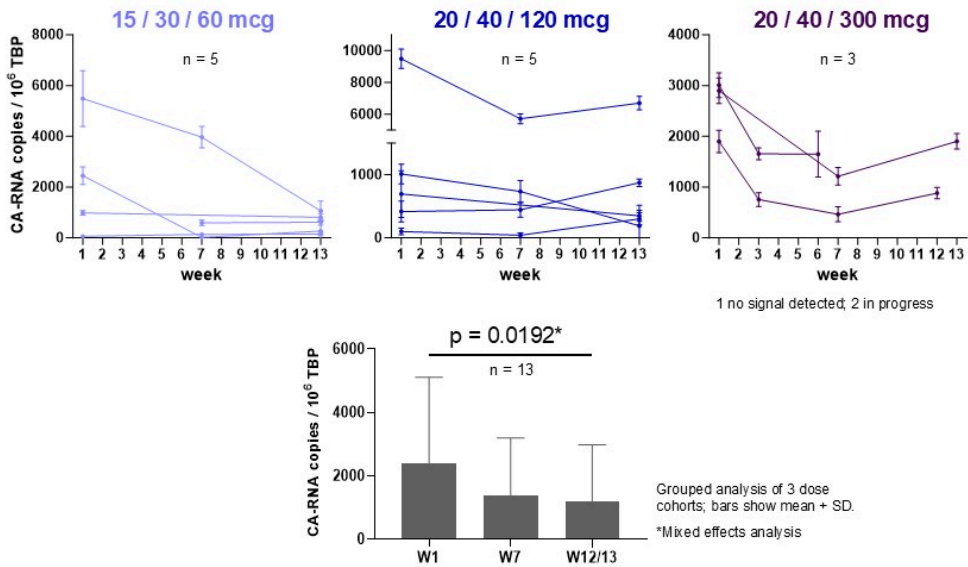 15 / 30 / 60 mcg
20 / 40 / 120 mcg
20 / 40 / 300 mcg
CA-RNA copies / 10⁶ TBP
8000
6000
4000
2000
0
n = 5
1 2 3 4 5 6 7 8 9 10 11 12 13
week
10000
8000
6000
1000
0
n = 5
1 2 3 4 5 6 7 8 9 10 11 12 13
week
4000
3000
2000
1000
0
n = 3
1 2 3 4 5 6 7 8 9 10 11 12 13
week
1 no signal detected; 2 in progress
CA-RNA copies / 10⁶ TBP
6000
4000
2000
0
p = 0.0192*
n = 13
W1 W7 W12/13
Grouped analysis of 3 dose
cohorts; bars show mean + SD.
*Mixed effects analysis